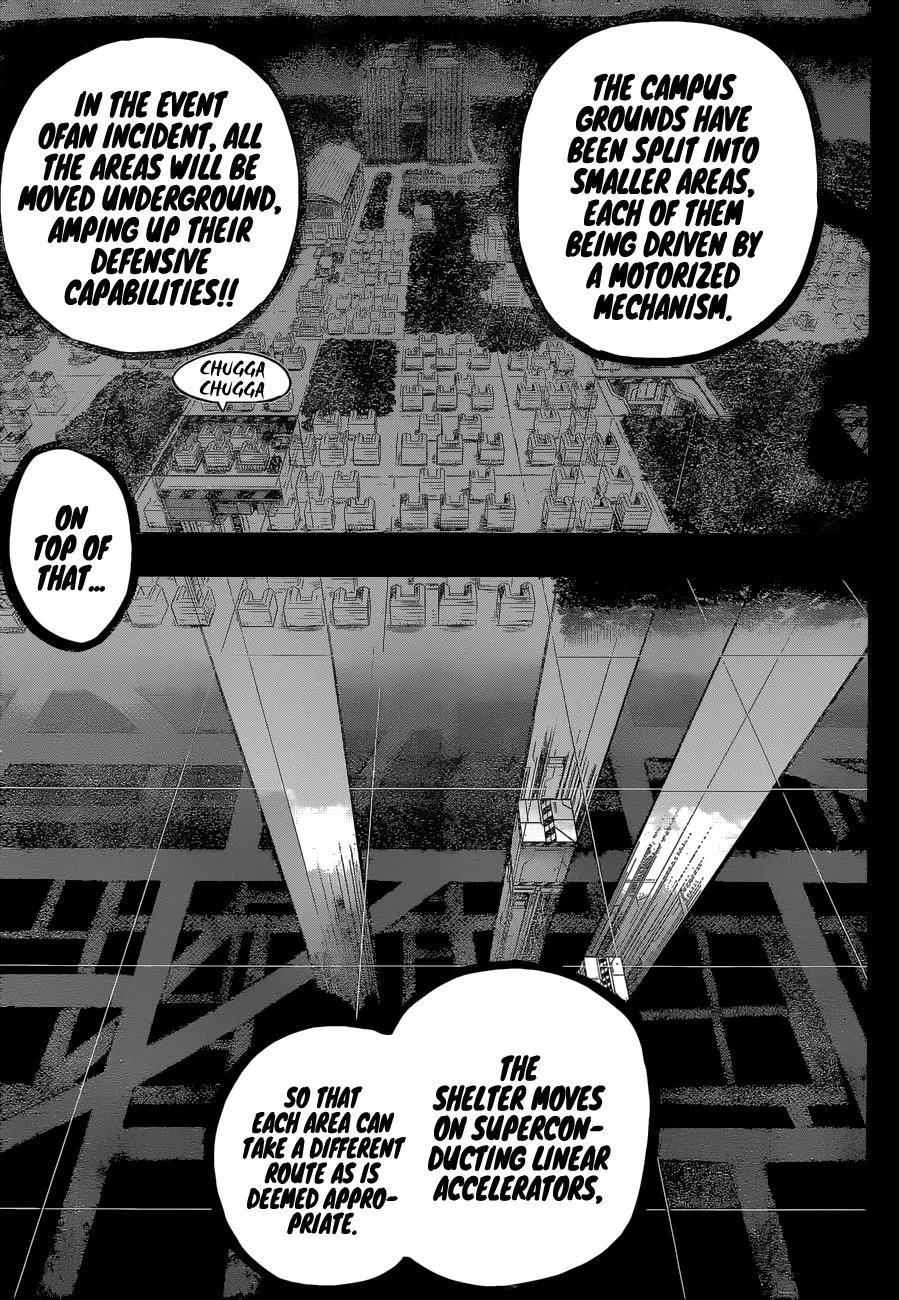 THE CAMPUS
GROUNDS HAVE
BEEN SPLIT INTO
SMALLER AREAS,
EACH OF THEM
BEING DRIVEN BY
A MOTORIZED
MECHANISM.
IN THE EVENT
OFAN INCIDENT, ALL
THE AREAS WILL BE
MOVED UNDERGROUND,
AMPING UP THEIR
DEFENSIVE
CAPABILITIES!!
CHUGGA
CHUGGA
ON
TOP OF
THAT...
THE
SHELTER MOVES
ON SUPERCON-
DUCTING LINEAR
ACCELERATORS,
SO THAT
EACH AREA CAN
TAKE A DIFFERENT
ROUTE AS IS
DEEMED APPRO-
PRIATE.